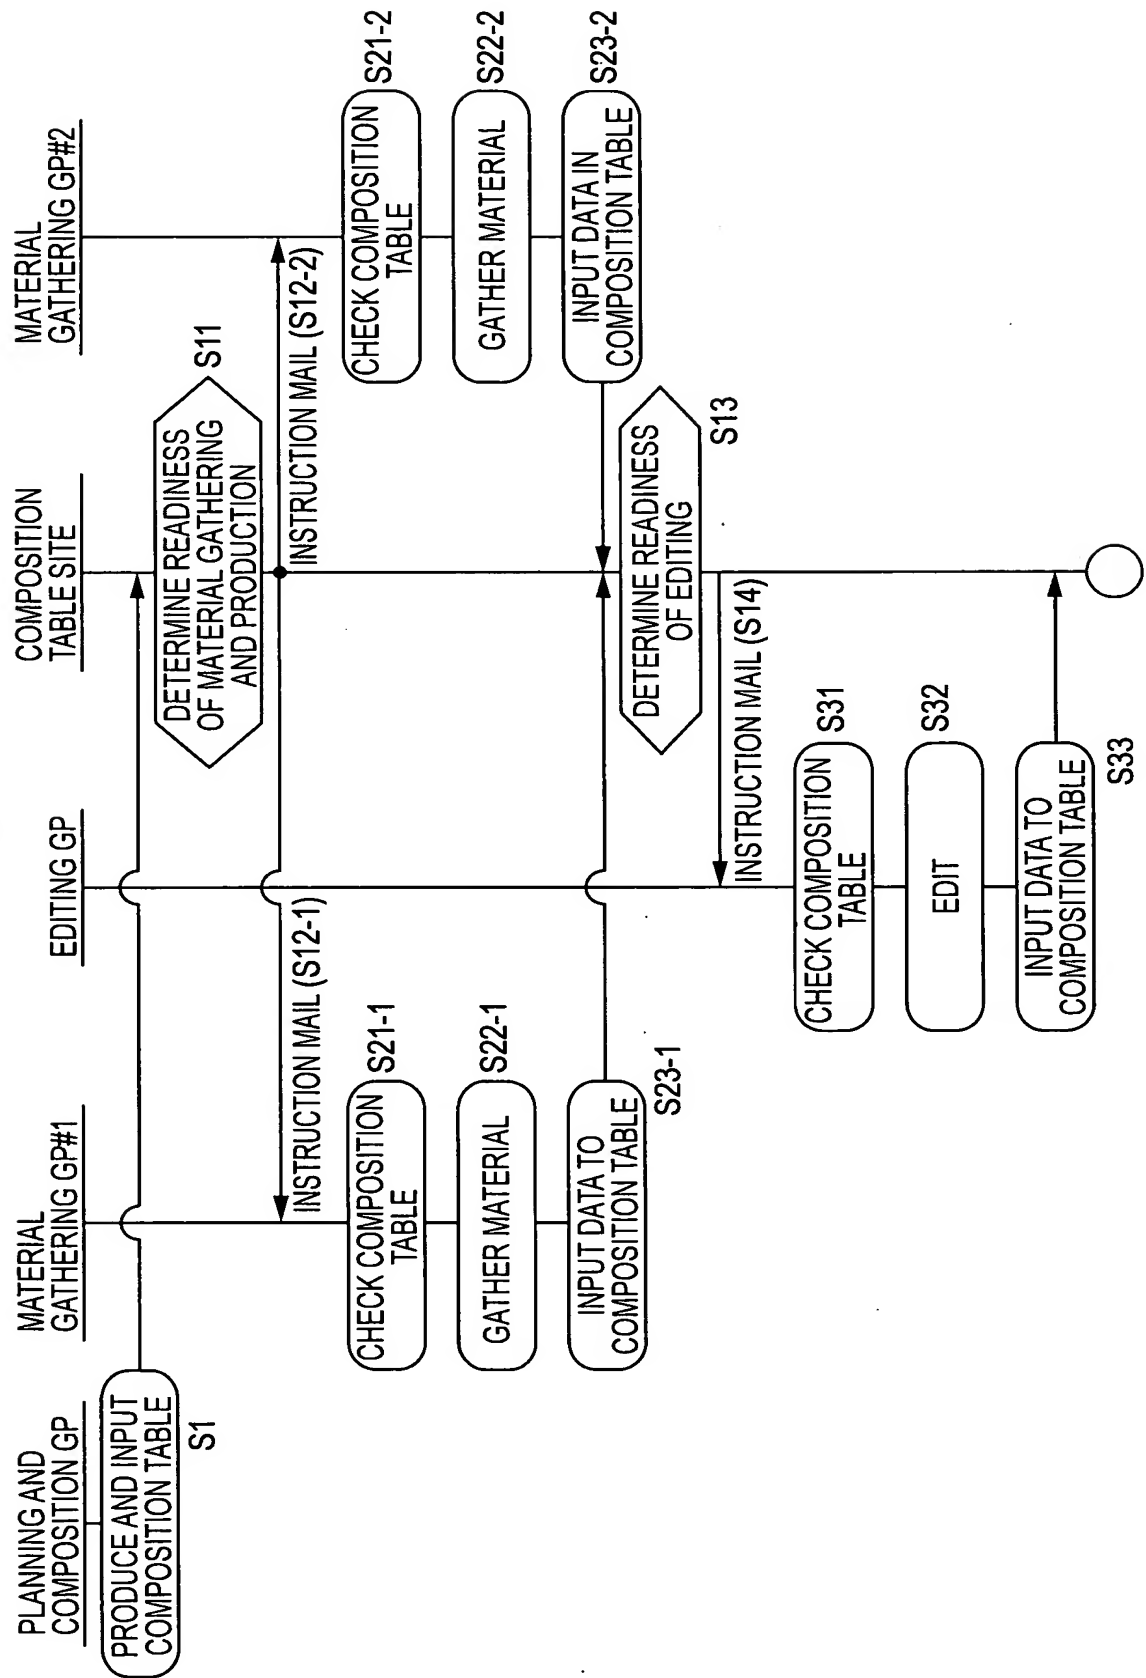 PLANNING AND
COMPOSITION GP
MATERIAL
GATHERING GP#1
EDITING GP
COMPOSITION
TABLE SITE
MATERIAL
GATHERING GP#2
PRODUCE AND INPUT
COMPOSITION TABLE
S1
DETERMINE READINESS
OF MATERIAL GATHERING
AND PRODUCTION
S11
INSTRUCTION MAIL (S12-1)
INSTRUCTION MAIL (S12-2)
CHECK COMPOSITION
TABLE
S21-1
CHECK COMPOSITION
TABLE
S21-2
GATHER MATERIAL
S22-1
GATHER MATERIAL
S22-2
INPUT DATA TO
COMPOSITION TABLE
S23-1
INPUT DATA IN
COMPOSITION TABLE
S23-2
DETERMINE READINESS
OF EDITING
S13
INSTRUCTION MAIL (S14)
CHECK COMPOSITION
TABLE
S31
EDIT
S32
INPUT DATA TO
COMPOSITION TABLE
S33